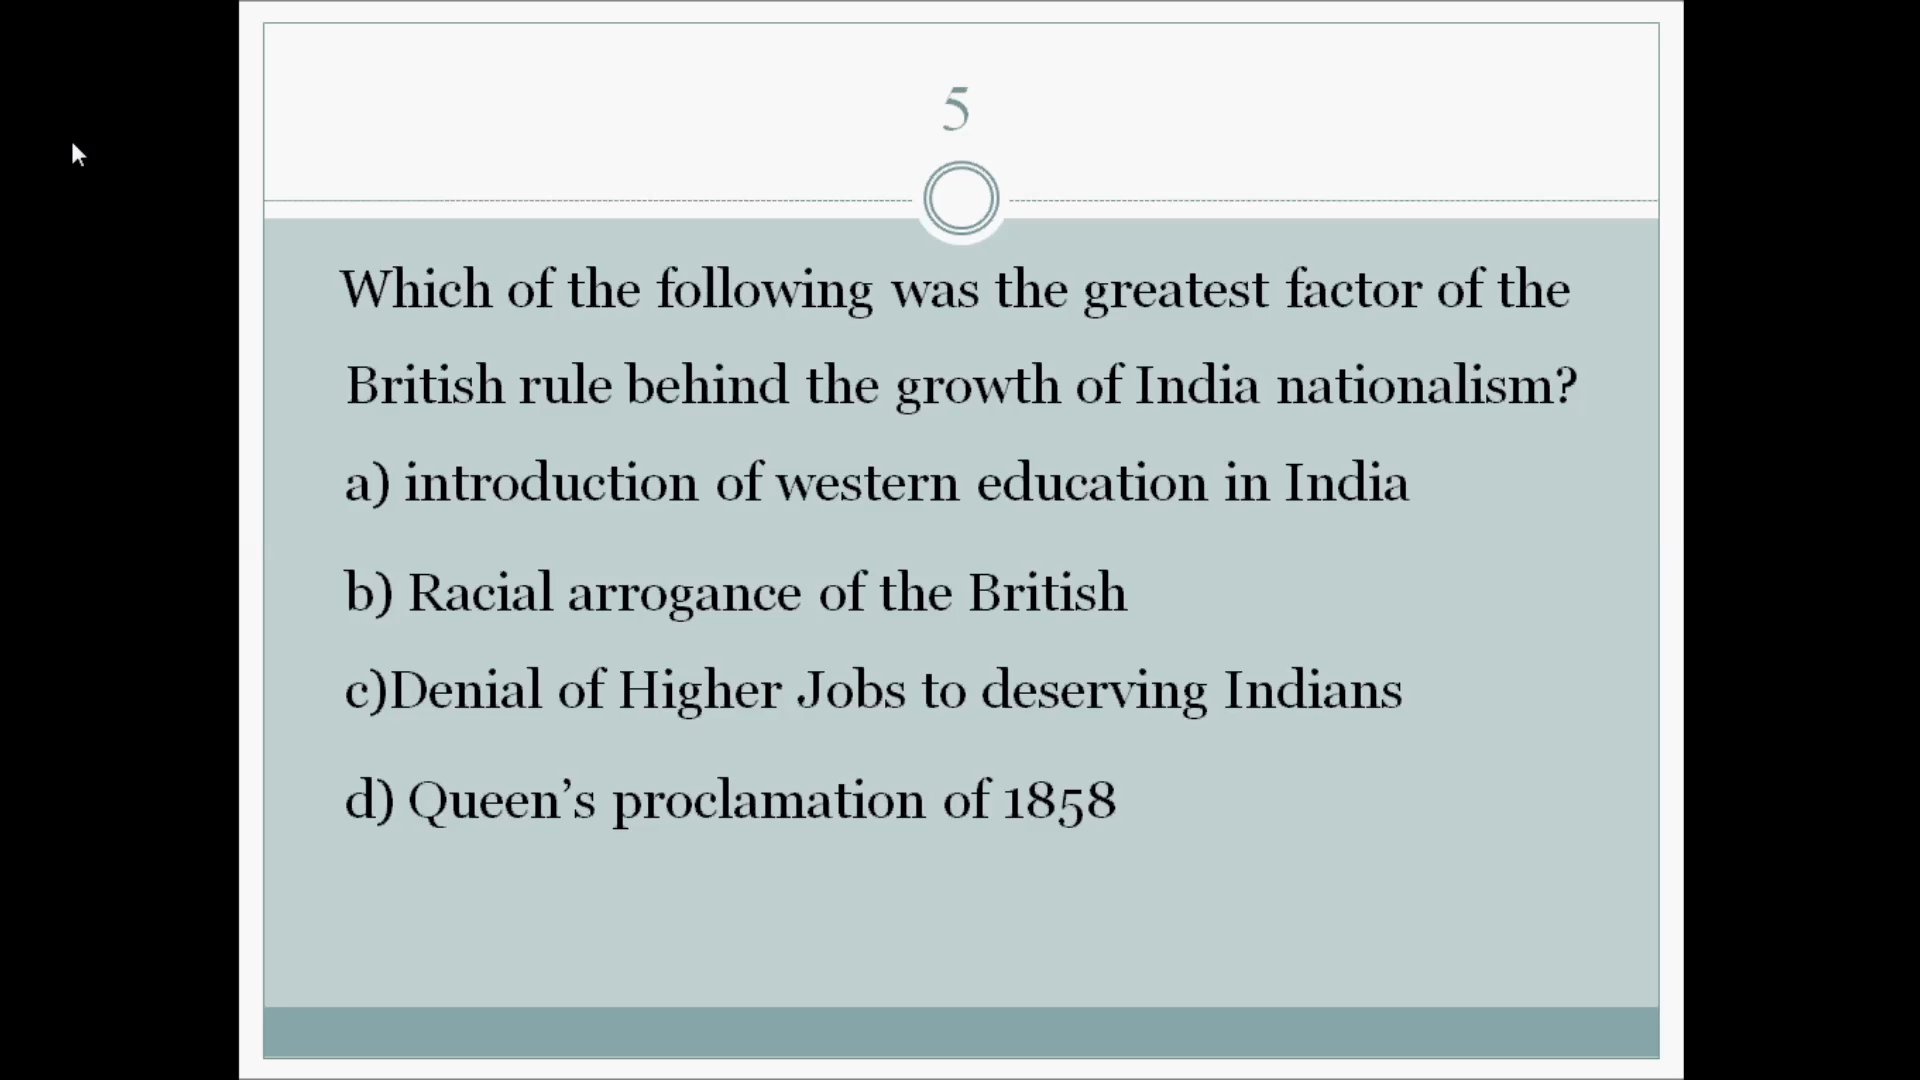 5
Which of the following was the greatest factor of the
British rule behind the growth of India nationalism?
a) introduction of western education in India
b) Racial arrogance of the British
c)Denial of Higher Jobs to deserving Indians
d) Queen’s proclamation of 1858